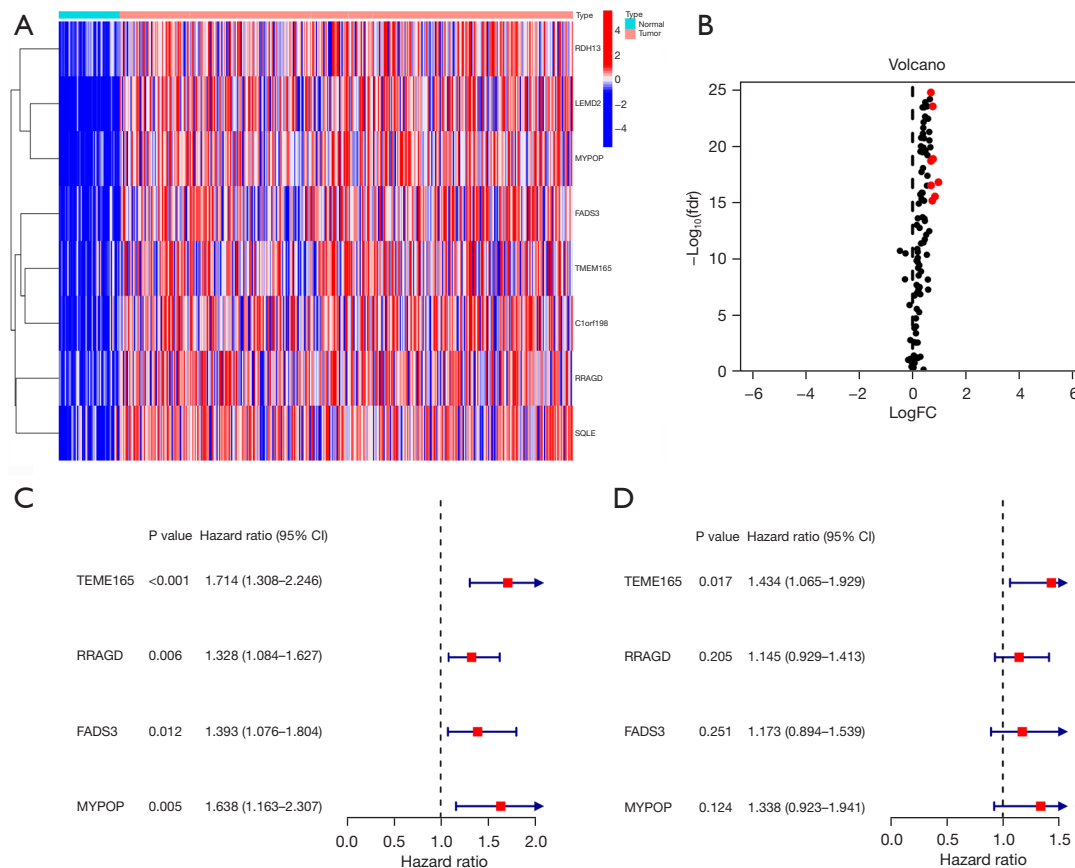 A
Type
Type
Normal
Tumor
4
2
0
−2
−4
RDH13
LEMD2
MYPOP
FADS3
TMEM165
C1orf198
RRAGD
SQLE
B
Volcano
−Log10(fdr)
25
20
15
10
5
0
−6 −4 −2 0 2 4 6
LogFC
C
P value Hazard ratio (95% CI)
TEME165 <0.001 1.714 (1.308–2.246)
RRAGD 0.006 1.328 (1.084–1.627)
FADS3 0.012 1.393 (1.076–1.804)
MYPOP 0.005 1.638 (1.163–2.307)
0.0 0.5 1.0 1.5 2.0
Hazard ratio
D
P value Hazard ratio (95% CI)
TEME165 0.017 1.434 (1.065–1.929)
RRAGD 0.205 1.145 (0.929–1.413)
FADS3 0.251 1.173 (0.894–1.539)
MYPOP 0.124 1.338 (0.923–1.941)
0.0 0.5 1.0 1.5
Hazard ratio